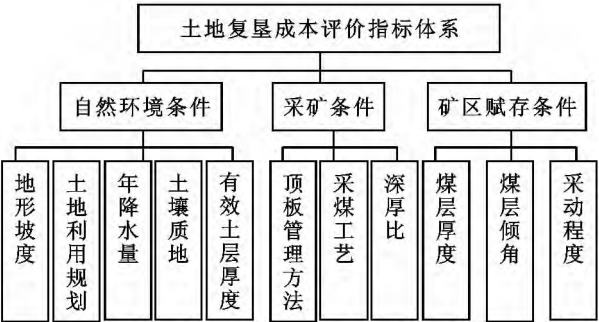 土地复垦成本评价指标体系
自然环境条件
采矿条件
矿区赋存条件
地形坡度
土地利用规划
年降水量
土壤质地
有效土层厚度
顶板管理方法
采煤工艺
深厚比
煤层厚度
煤层倾角
采动程度